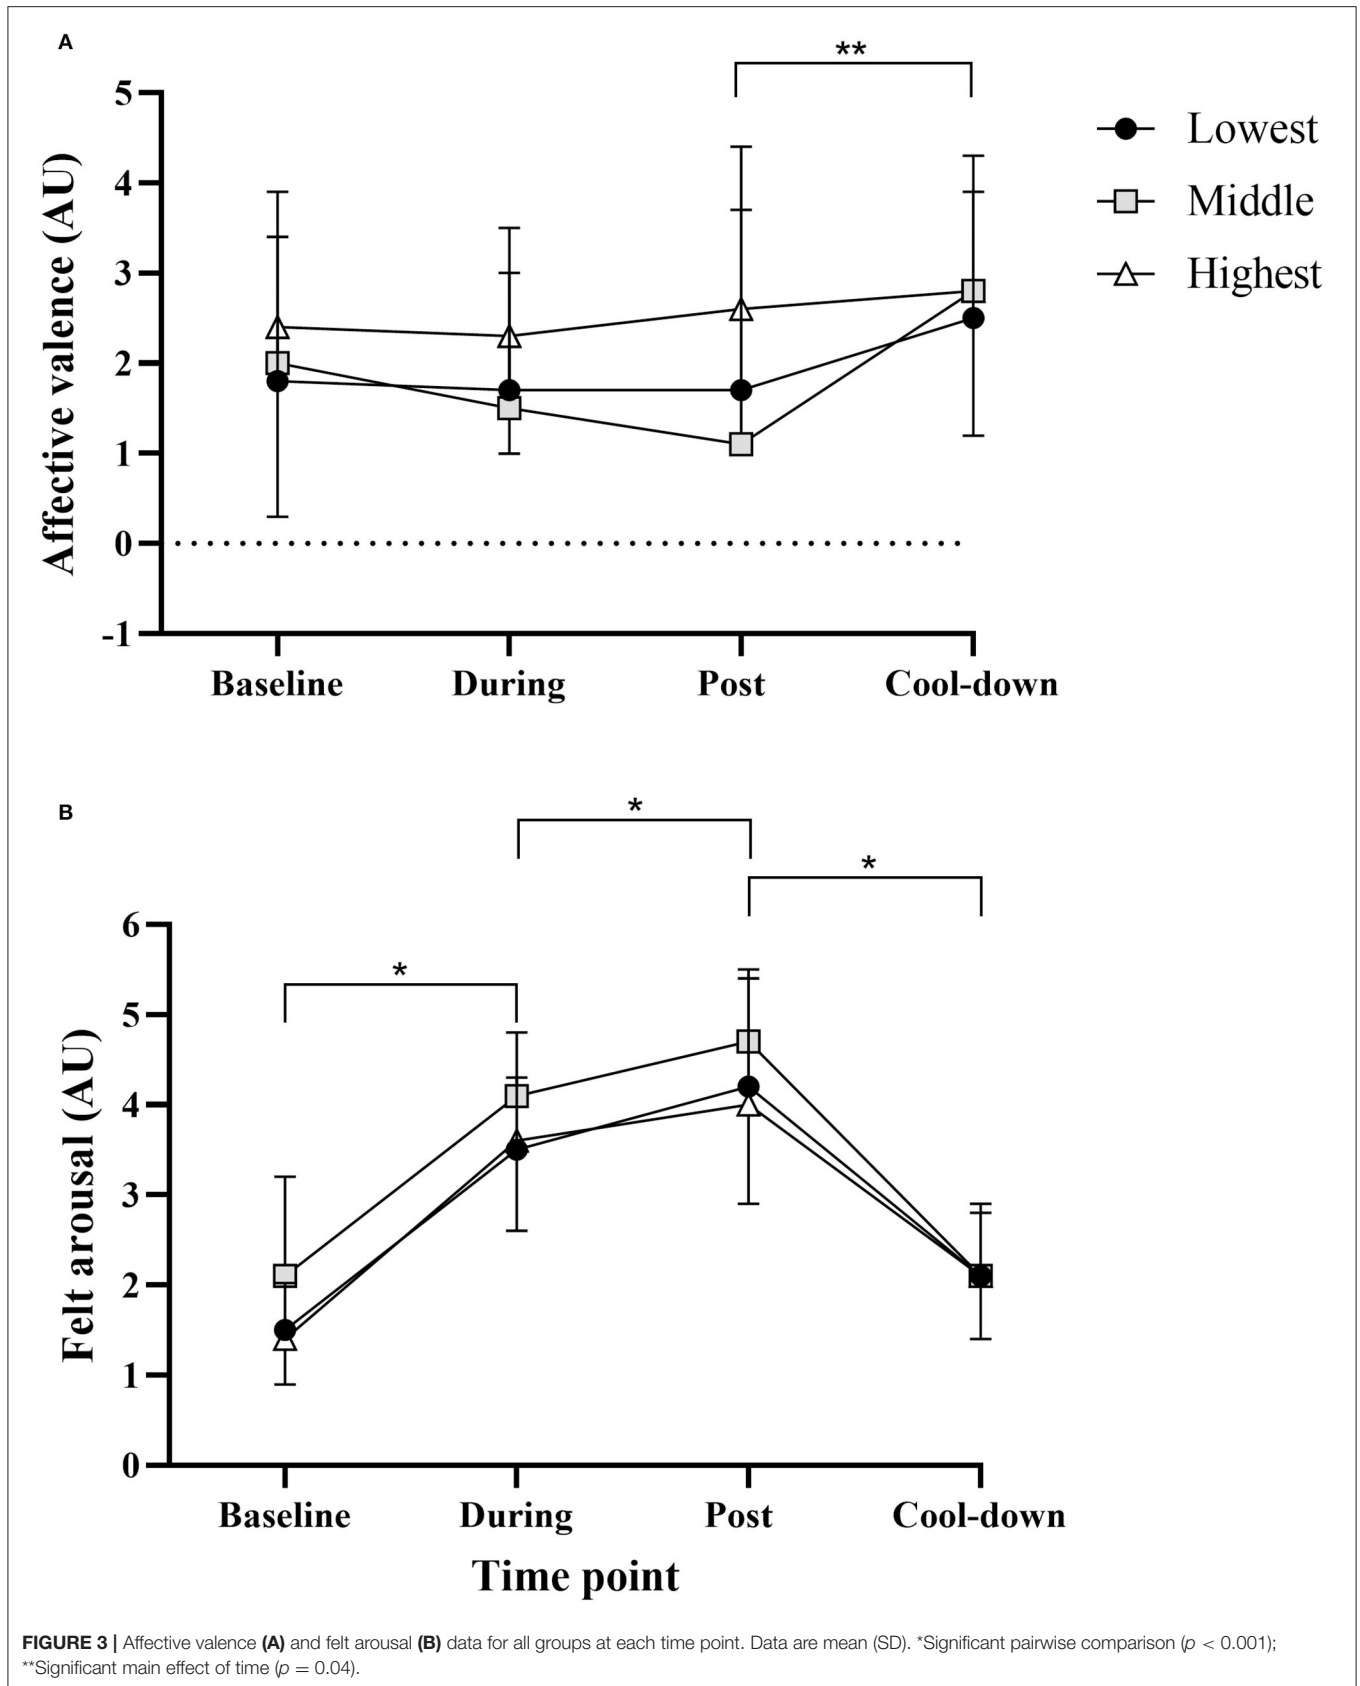 A
**
5
4
3
2
1
0
-1
Affective valence (AU)
Baseline During Post Cool-down
Lowest
Middle
Highest
B
*
*
*
6
5
4
3
2
1
0
Felt arousal (AU)
Baseline During Post Cool-down
Time point
FIGURE 3 | Affective valence (A) and felt arousal (B) data for all groups at each time point. Data are mean (SD). *Significant pairwise comparison (p < 0.001);
**Significant main effect of time (p = 0.04).